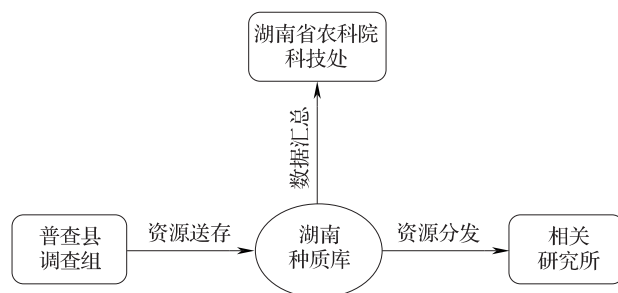 湖南省农科院
科技处
数据汇总
普查县
调查组
资源送存
湖南
种质库
资源分发
相关
研究所